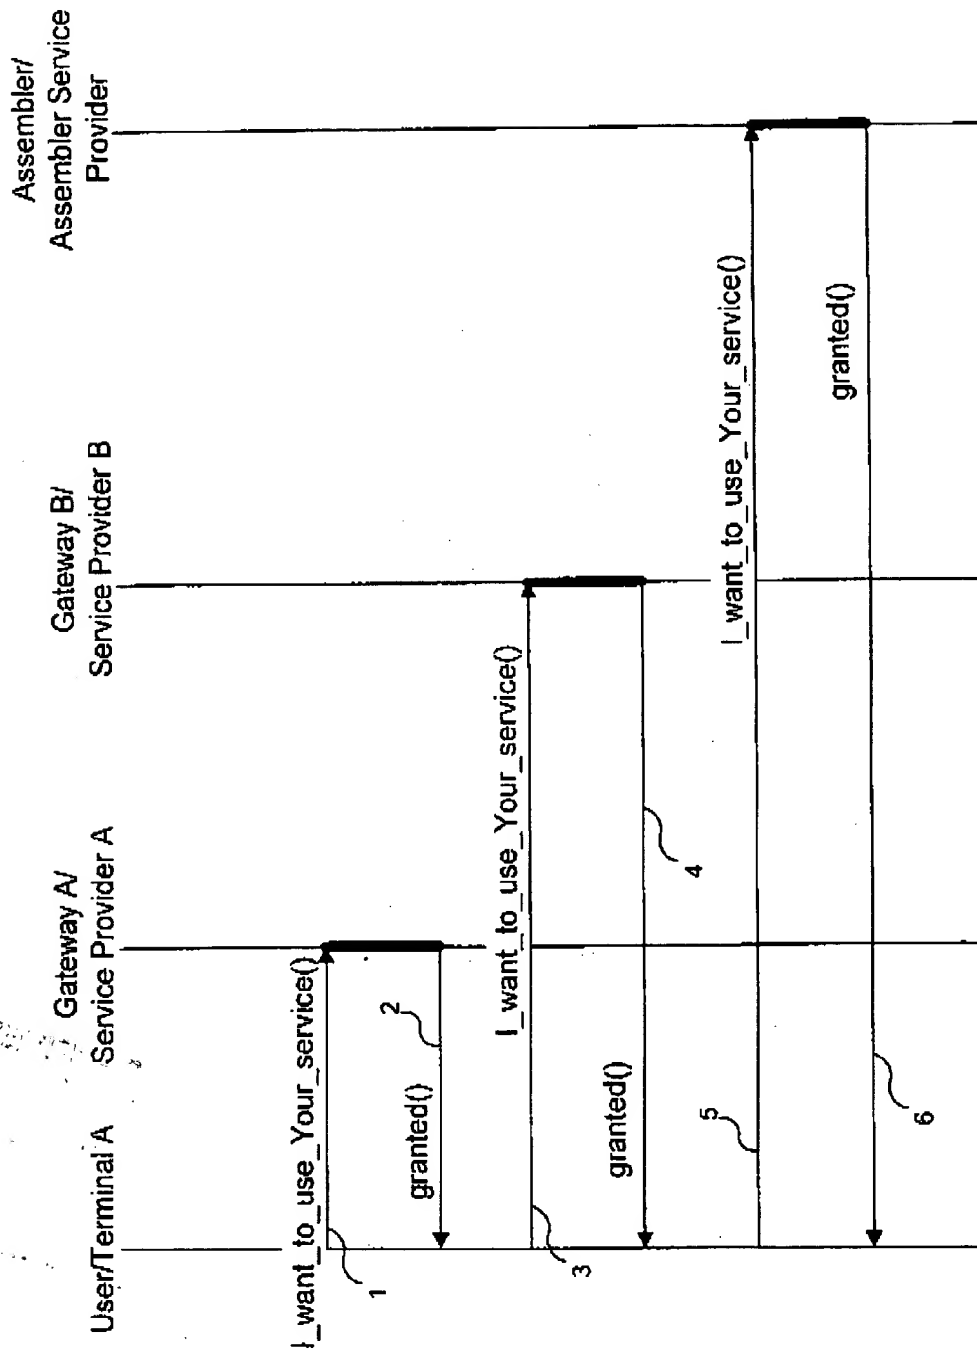 User/Terminal A
Gateway A/
Service Provider A
Gateway B/
Service Provider B
Assembler/
Assembler Service
Provider
I_want_to_use_Your_service()
1
2
granted()
I_want_to_use_Your_service()
3
4
granted()
I_want_to_use_Your_service()
5
granted()
6